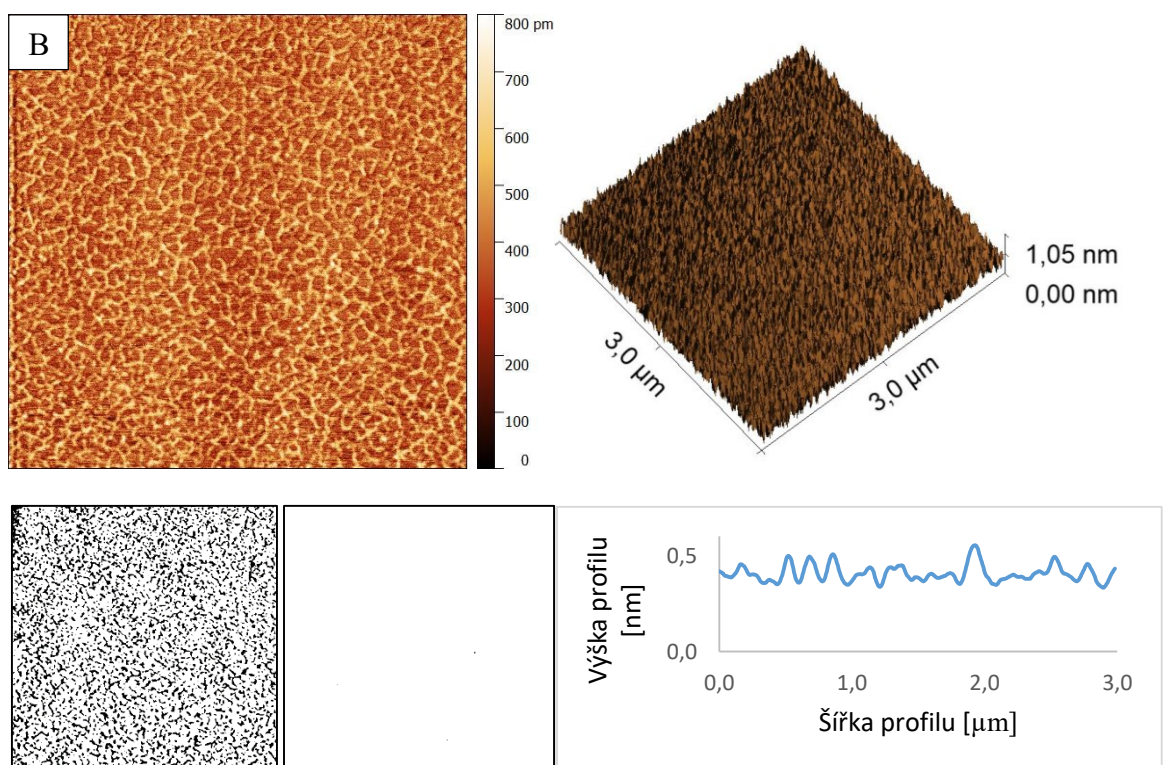 B
800 pm
700
600
500
400
300
200
100
0
1,05 nm
0,00 nm
3,0 µm
3,0 µm
Výška profilu
[nm]
0,5
0,0
0,0
1,0
2,0
3,0
Šířka profilu [µm]